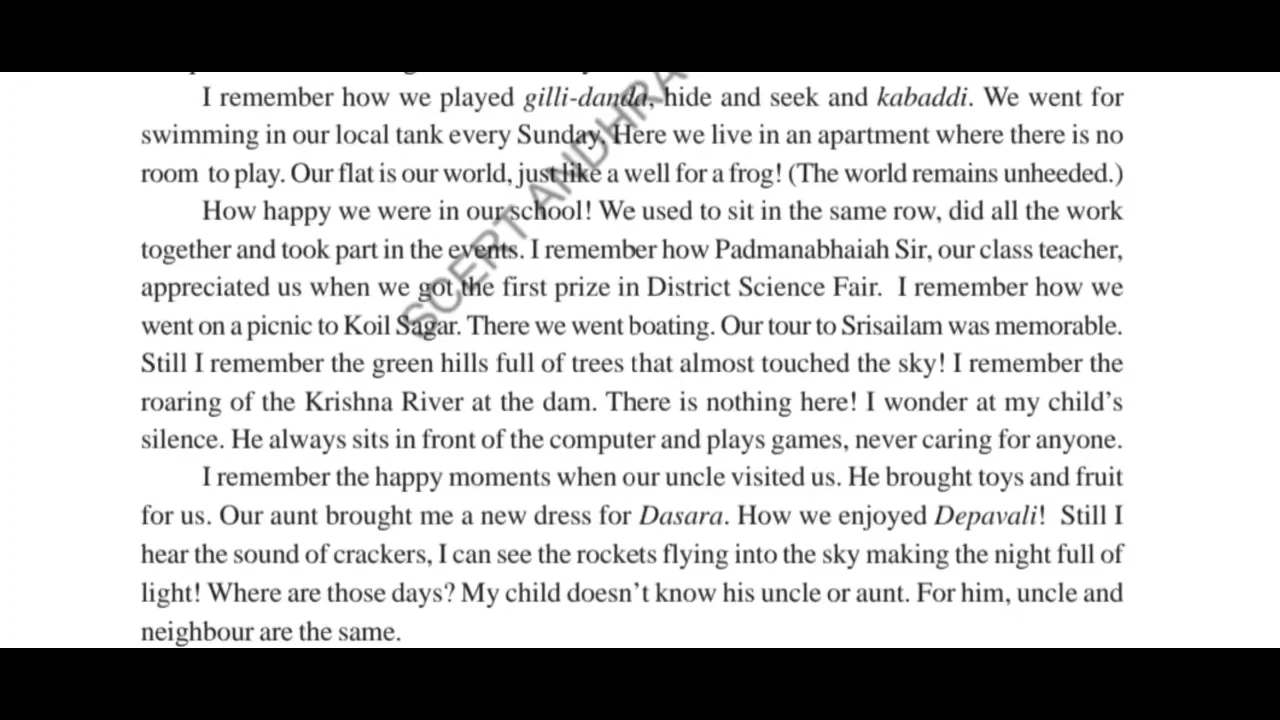 I remember how we played gilli-danda, hide and seek and kabaddi. We went for
swimming in our local tank every Sunday. Here we live in an apartment where there is no
room to play. Our flat is our world, just like a well for a frog! (The world remains unheeded.)
How happy we were in our school! We used to sit in the same row, did all the work
together and took part in the events. I remember how Padmanabhaiah Sir, our class teacher,
appreciated us when we got the first prize in District Science Fair. I remember how we
went on a picnic to Koil Sagar. There we went boating. Our tour to Srisailam was memorable.
Still I remember the green hills full of trees that almost touched the sky! I remember the
roaring of the Krishna River at the dam. There is nothing here! I wonder at my child's
silence. He always sits in front of the computer and plays games, never caring for anyone.
I remember the happy moments when our uncle visited us. He brought toys and fruit
for us. Our aunt brought me a new dress for Dasara. How we enjoyed Depavali! Still I
hear the sound of crackers, I can see the rockets flying into the sky making the night full of
light! Where are those days? My child doesn't know his uncle or aunt. For him, uncle and
neighbour are the same.
SCERT ANDHRA